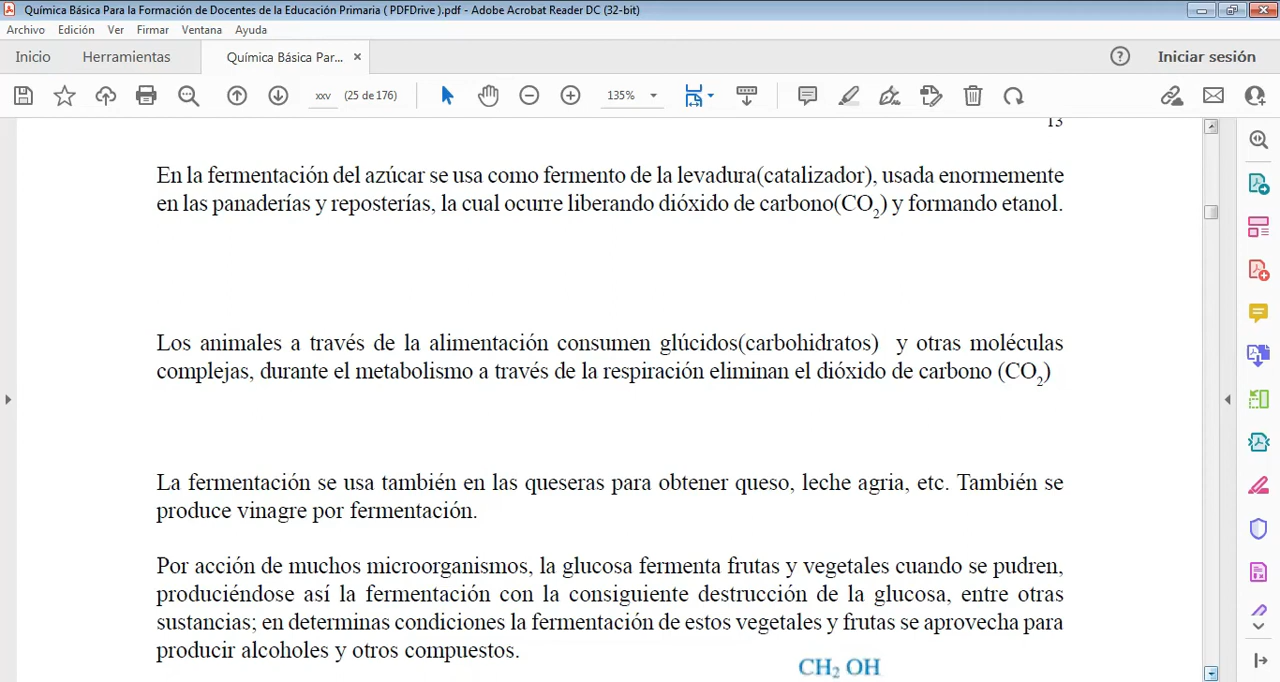 Química Básica Para la Formación de Docentes de la Educación Primaria ( PDFDrive ).pdf - Adobe Acrobat Reader DC (32-bit)
Archivo Edición Ver Firmar Ventana Ayuda
Inicio Herramientas Química Básica Par... × Iniciar sesión
xxv (25 de 176) 135%
13
En la fermentación del azúcar se usa como fermento de la levadura(catalizador), usada enormemente
en las panaderías y reposterías, la cual ocurre liberando dióxido de carbono(CO₂) y formando etanol.
Los animales a través de la alimentación consumen glúcidos(carbohidratos) y otras moléculas
complejas, durante el metabolismo a través de la respiración eliminan el dióxido de carbono (CO₂)
La fermentación se usa también en las queseras para obtener queso, leche agria, etc. También se
produce vinagre por fermentación.
Por acción de muchos microorganismos, la glucosa fermenta frutas y vegetales cuando se pudren,
produciéndose así la fermentación con la consiguiente destrucción de la glucosa, entre otras
sustancias; en determinas condiciones la fermentación de estos vegetales y frutas se aprovecha para
producir alcoholes y otros compuestos.
CH₂ OH